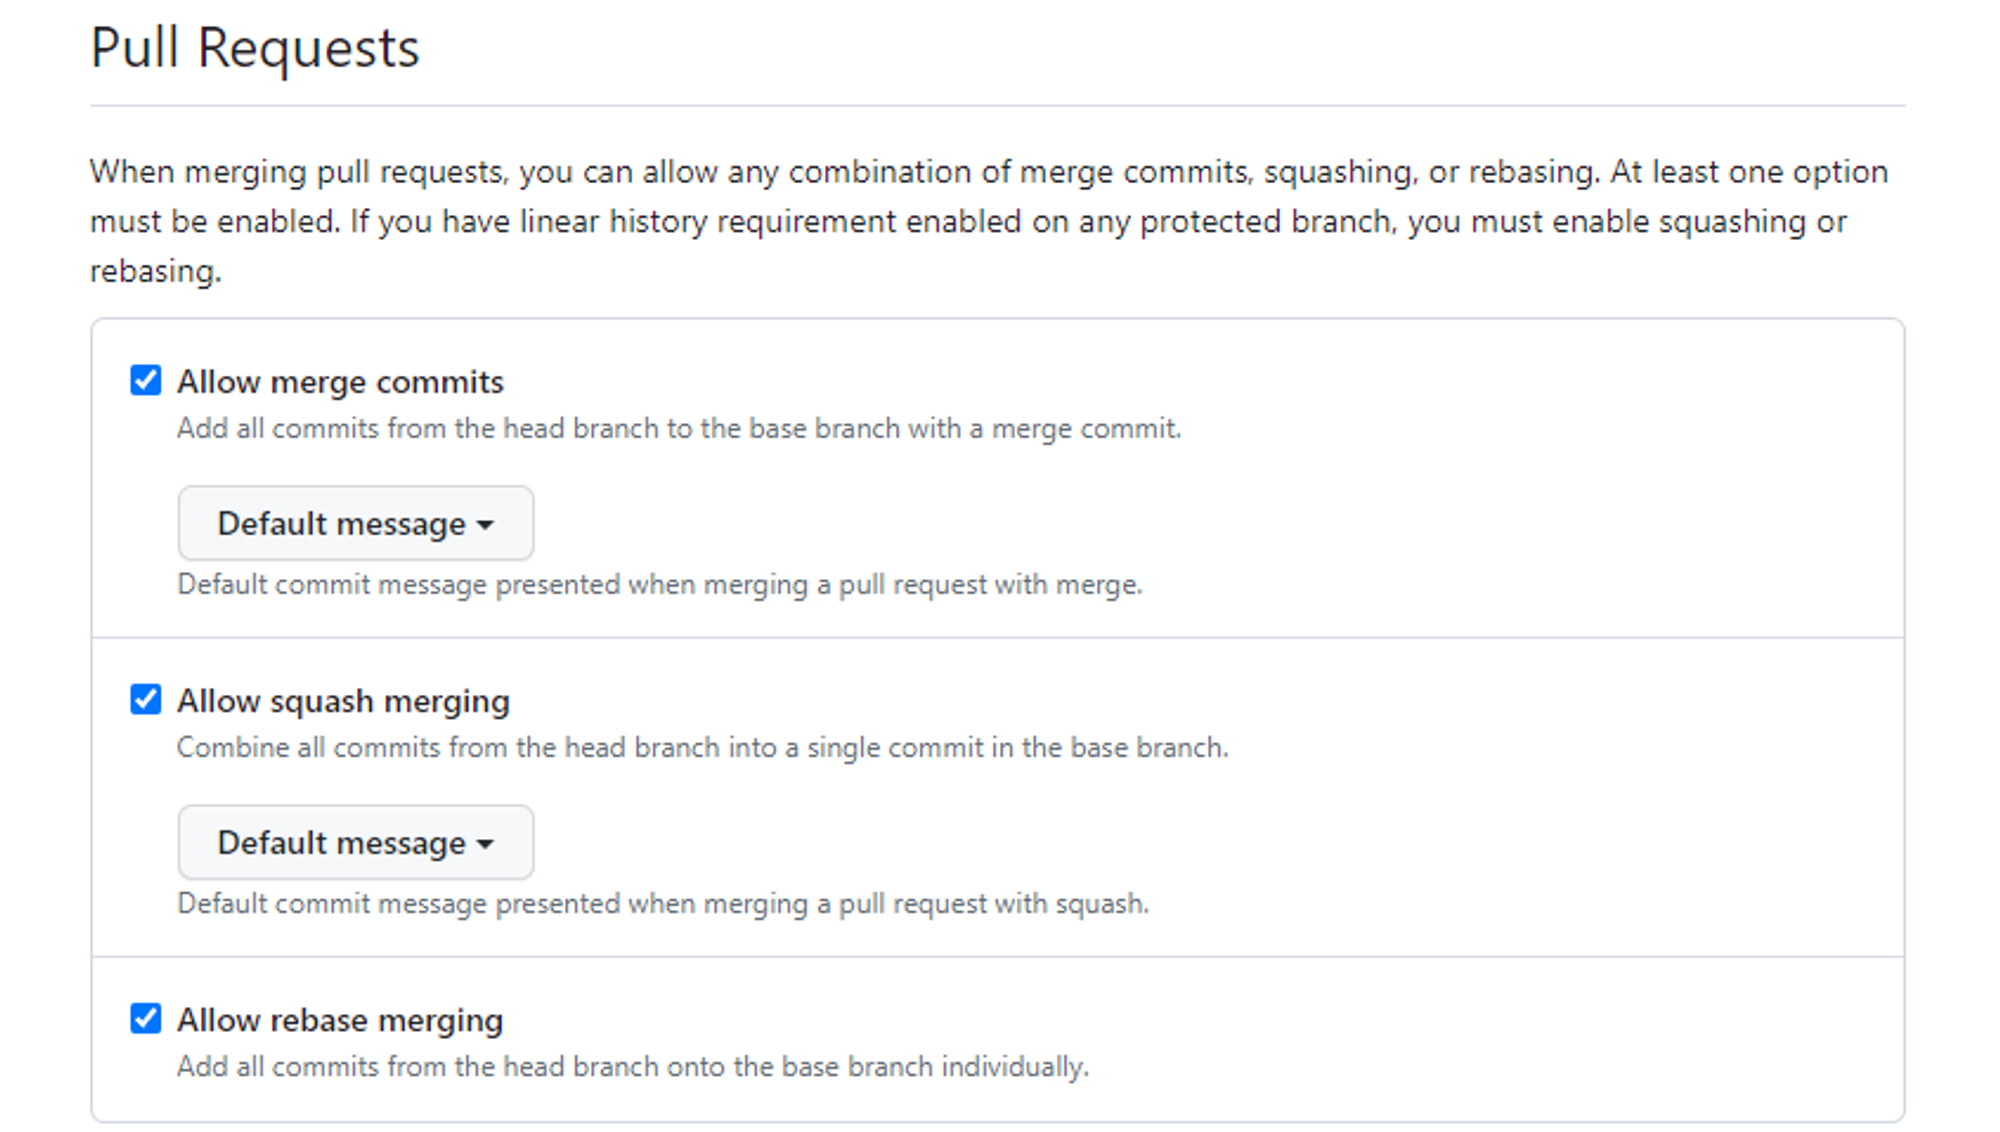 Pull Requests
When merging pull requests, you can allow any combination of merge commits, squashing, or rebasing. At least one option
must be enabled. If you have linear history requirement enabled on any protected branch, you must enable squashing or
rebasing.
Allow merge commits
Add all commits from the head branch to the base branch with a merge commit.
Default message
Default commit message presented when merging a pull request with merge.
Allow squash merging
Combine all commits from the head branch into a single commit in the base branch.
Default message
Default commit message presented when merging a pull request with squash.
Allow rebase merging
Add all commits from the head branch onto the base branch individually.